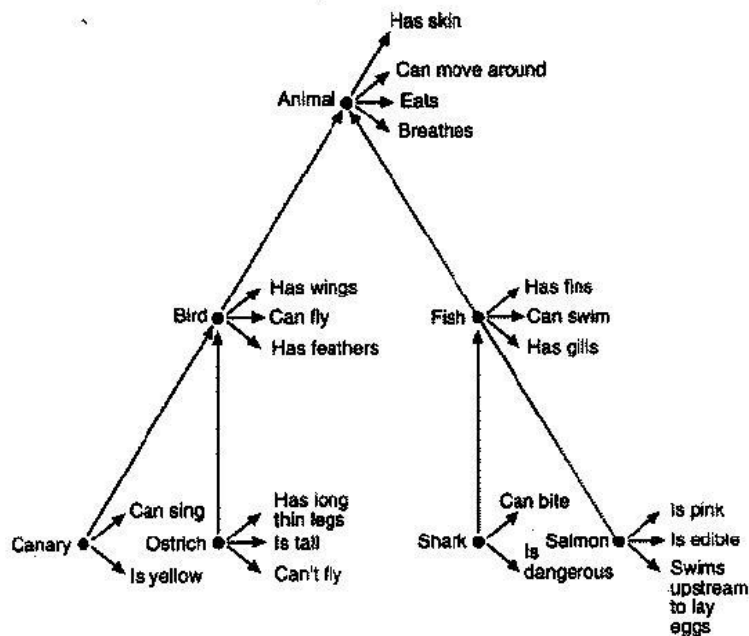 Has skin
Can move around
Animal
Eats
Breathes
Has wings
Bird
Can fly
Has feathers
Has fins
Fish
Can swim
Has gills
Can sing
Canary
Is yellow
Has long
thin legs
Ostrich
Is tall
Can't fly
Can bite
Shark
Is
dangerous
Is pink
Salmon
Is edible
Swims
upstream
to lay
eggs